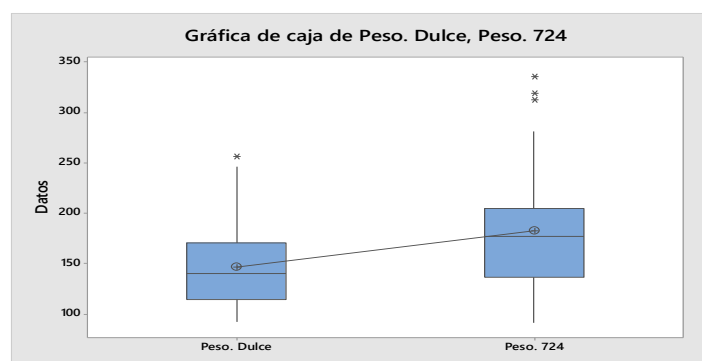 Gráfica de caja de Peso. Dulce, Peso. 724
Datos
350
300
250
200
150
100
Peso. Dulce
Peso. 724